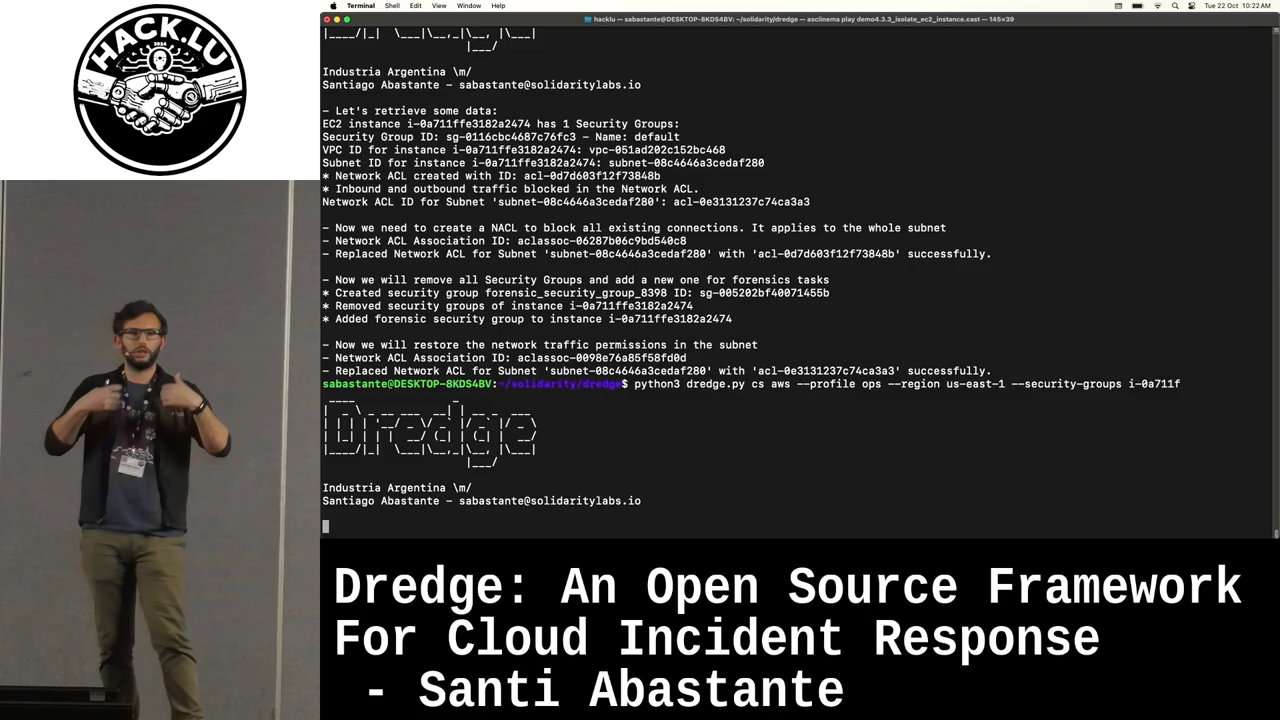 HACK.LU
2024
Terminal Shell Edit View Window Help
Tue 22 Oct 10:22 AM
hacklu — sabastante@DESKTOP-8KDS4BV: ~/solidarity/dredge — asciinema play demo4.3.3_isolate_ec2_instance.cast — 145×39
Industria Argentina \m/
Santiago Abastante - sabastante@solidaritylabs.io
- Let's retrieve some data:
EC2 instance i-0a711ffe3182a2474 has 1 Security Groups:
Security Group ID: sg-0116cbc4687c76fc3 - Name: default
VPC ID for instance i-0a711ffe3182a2474: vpc-051ad202c152bc468
Subnet ID for instance i-0a711ffe3182a2474: subnet-08c4646a3cedaf280
* Network ACL created with ID: acl-0d7d603f12f73848b
* Inbound and outbound traffic blocked in the Network ACL.
Network ACL ID for Subnet 'subnet-08c4646a3cedaf280': acl-0e3131237c74ca3a3
- Now we need to create a NACL to block all existing connections. It applies to the whole subnet
- Network ACL Association ID: aclassoc-06287b06c9bd540c8
- Replaced Network ACL for Subnet 'subnet-08c4646a3cedaf280' with 'acl-0d7d603f12f73848b' successfully.
- Now we will remove all Security Groups and add a new one for forensics tasks
* Created security group forensic_security_group_8398 ID: sg-005202bf40071455b
* Removed security groups of instance i-0a711ffe3182a2474
* Added forensic security group to instance i-0a711ffe3182a2474
- Now we will restore the network traffic permissions in the subnet
- Network ACL Association ID: aclassoc-0098e76a85f58fd0d
- Replaced Network ACL for Subnet 'subnet-08c4646a3cedaf280' with 'acl-0d7d603f12f73848b' successfully.
sabastante@DESKTOP-8KDS4BV:~/solidarity/dredge$ python3 dredge.py cs aws --profile ops --region us-east-1 --security-groups i-0a711f
Dredge
Industria Argentina \m/
Santiago Abastante - sabastante@solidaritylabs.io
Dredge: An Open Source Framework
For Cloud Incident Response
- Santi Abastante